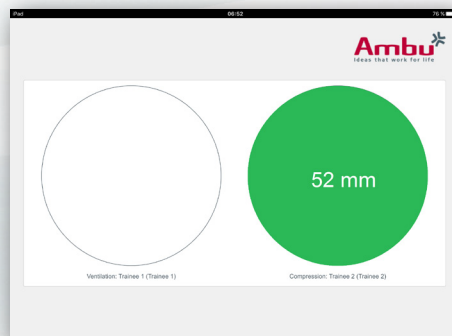 iPad 06:52 76 %
Ambu
Ideas that work for life
52 mm
Ventilation: Trainee 1 (Trainee 1) Compression: Trainee 2 (Trainee 2)